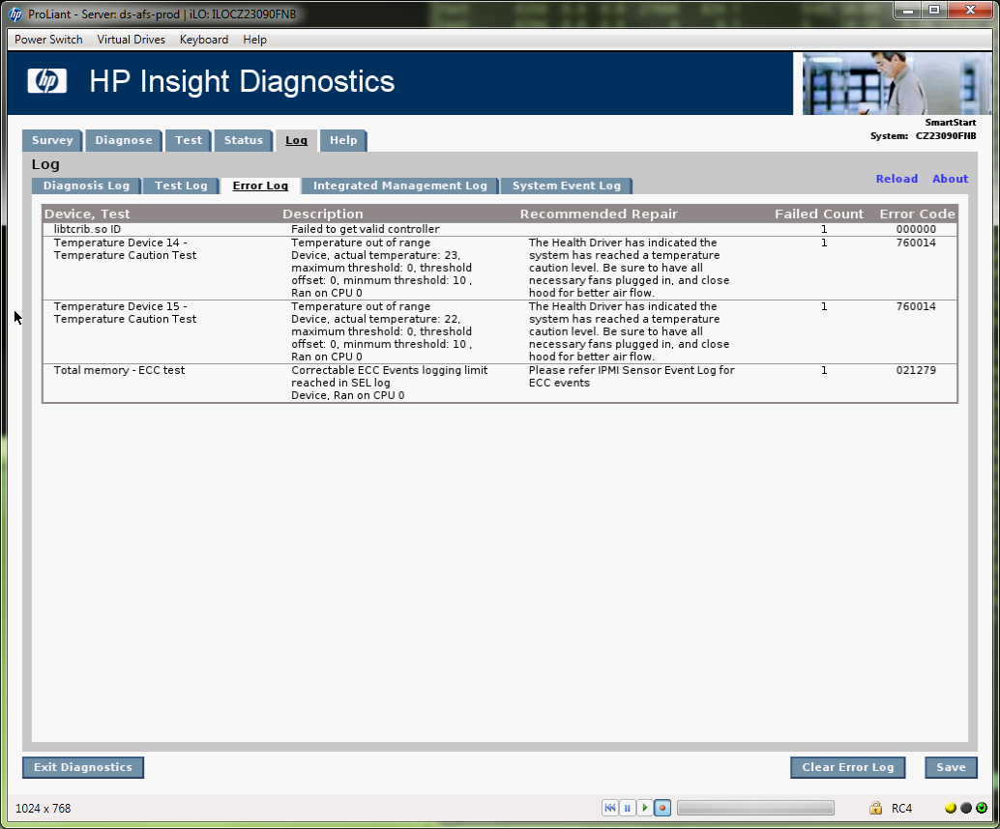 ProLiant - Server: ds-afs-prod | iLO: ILOCZ23090FNB
Power Switch Virtual Drives Keyboard Help
hp HP Insight Diagnostics
SmartStart
System: CZ23090FNB
Survey Diagnose Test Status Log Help
Log
Reload About
Diagnosis Log Test Log Error Log Integrated Management Log System Event Log
Device, Test Description Recommended Repair Failed Count Error Code
libtcrib.so ID Failed to get valid controller 1 000000
Temperature Device 14 - Temperature out of range The Health Driver has indicated the 1 760014
Temperature Caution Test Device, actual temperature: 23, system has reached a temperature
maximum threshold: 0, threshold caution level. Be sure to have all
offset: 0, minmum threshold: 10 , necessary fans plugged in, and close
Ran on CPU 0 hood for better air flow.
Temperature Device 15 - Temperature out of range The Health Driver has indicated the 1 760014
Temperature Caution Test Device, actual temperature: 22, system has reached a temperature
maximum threshold: 0, threshold caution level. Be sure to have all
offset: 0, minmum threshold: 10 , necessary fans plugged in, and close
Ran on CPU 0 hood for better air flow.
Total memory - ECC test Correctable ECC Events logging limit Please refer IPMI Sensor Event Log for 1 021279
reached in SEL log ECC events
Device, Ran on CPU 0
Exit Diagnostics Clear Error Log Save
1024 x 768 RC4